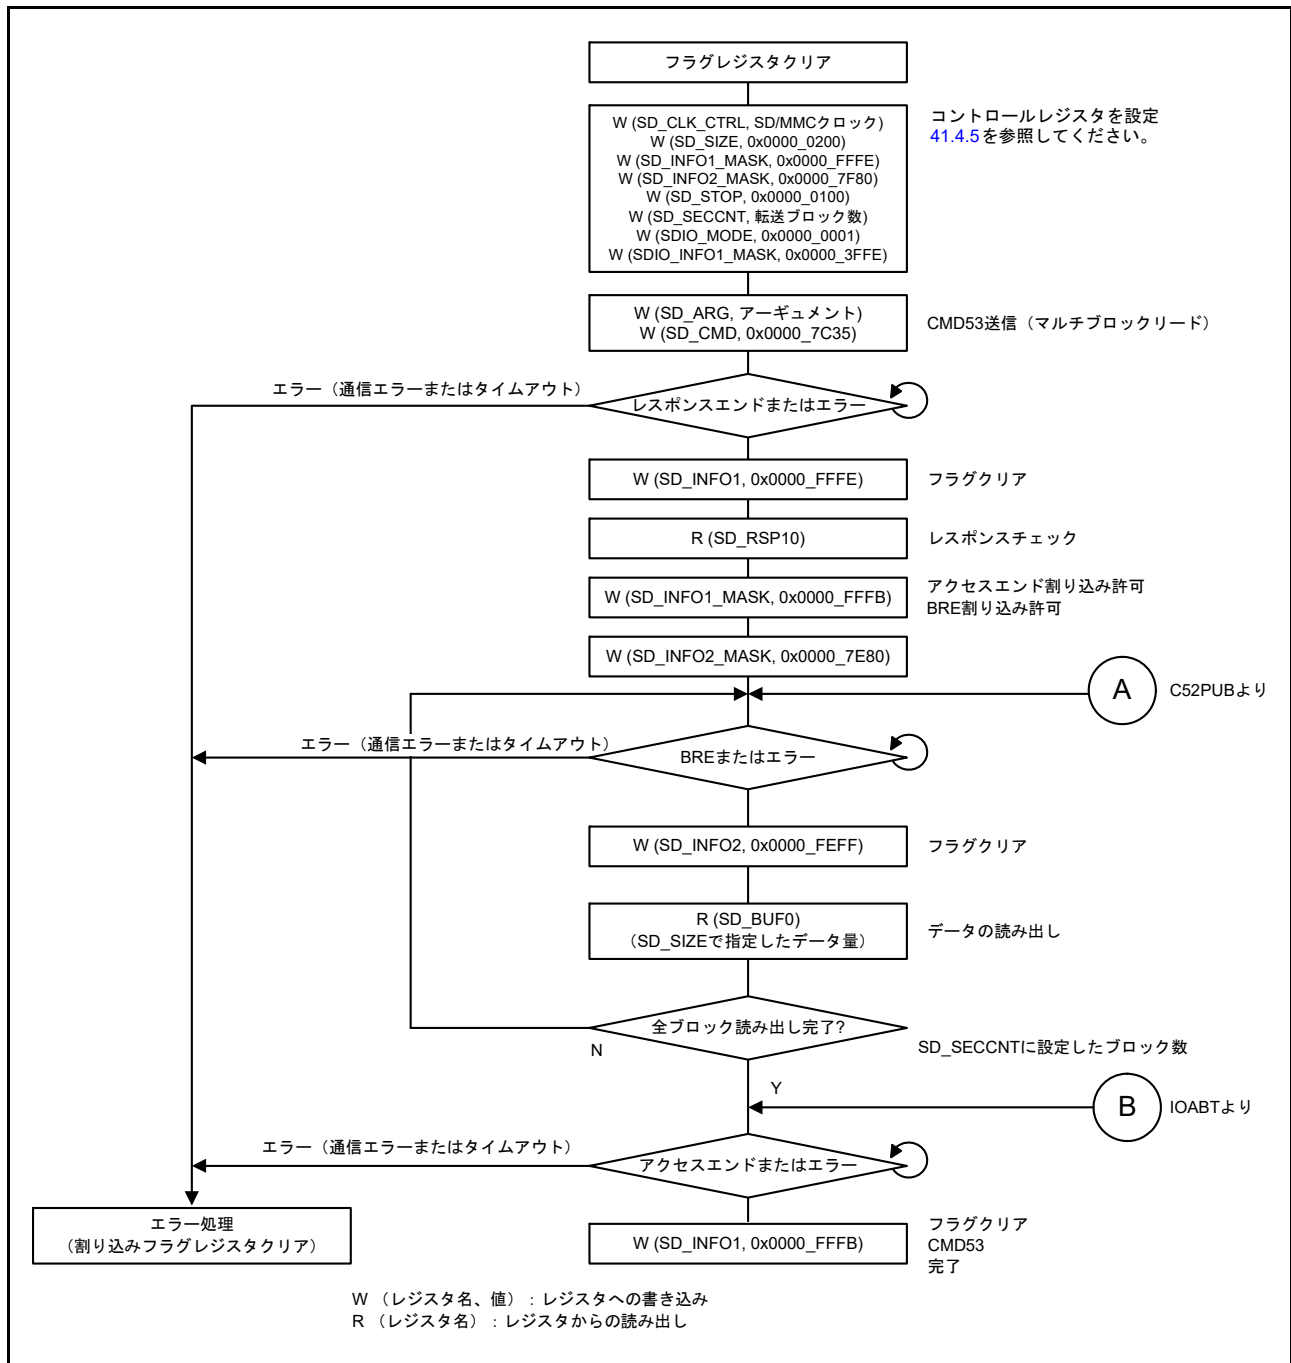 フラグレジスタクリア
W (SD_CLK_CTRL, SD/MMCクロック)
W (SD_SIZE, 0x0000_0200)
W (SD_INFO1_MASK, 0x0000_FFFE)
W (SD_INFO2_MASK, 0x0000_7F80)
W (SD_STOP, 0x0000_0100)
W (SD_SECCNT, 転送ブロック数)
W (SDIO_MODE, 0x0000_0001)
W (SDIO_INFO1_MASK, 0x0000_3FFE)
コントロールレジスタを設定
41.4.5を参照してください。
W (SD_ARG, アーギュメント)
W (SD_CMD, 0x0000_7C35)
CMD53送信（マルチブロックリード）
エラー（通信エラーまたはタイムアウト）
レスポンスエンドまたはエラー
W (SD_INFO1, 0x0000_FFFE)
フラグクリア
R (SD_RSP10)
レスポンスチェック
W (SD_INFO1_MASK, 0x0000_FFFB)
アクセスエンド割り込み許可
BRE割り込み許可
W (SD_INFO2_MASK, 0x0000_7E80)
A
C52PUBより
エラー（通信エラーまたはタイムアウト）
BREまたはエラー
W (SD_INFO2, 0x0000_FEFF)
フラグクリア
R (SD_BUF0)
（SD_SIZEで指定したデータ量）
データの読み出し
全ブロック読み出し完了?
N
SD_SECCNTに設定したブロック数
Y
B
IOABTより
エラー（通信エラーまたはタイムアウト）
アクセスエンドまたはエラー
エラー処理
（割り込みフラグレジスタクリア）
W (SD_INFO1, 0x0000_FFFB)
フラグクリア
CMD53
完了
W （レジスタ名、値）：レジスタへの書き込み
R （レジスタ名）：レジスタからの読み出し